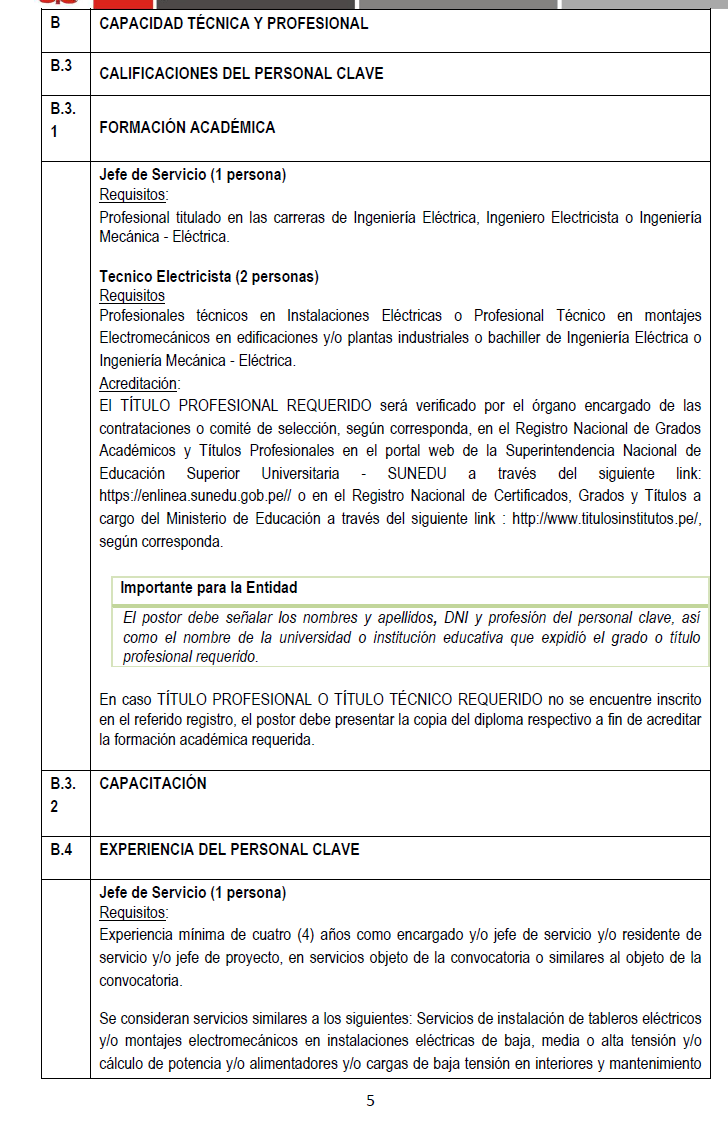 B CAPACIDAD TÉCNICA Y PROFESIONAL
B.3 CALIFICACIONES DEL PERSONAL CLAVE
B.3.
1 FORMACIÓN ACADÉMICA
Jefe de Servicio (1 persona)
Requisitos:
Profesional titulado en las carreras de Ingeniería Eléctrica, Ingeniero Electricista o Ingeniería
Mecánica - Eléctrica.
Tecnico Electricista (2 personas)
Requisitos
Profesionales técnicos en Instalaciones Eléctricas o Profesional Técnico en montajes
Electromecánicos en edificaciones y/o plantas industriales o bachiller de Ingeniería Eléctrica o
Ingeniería Mecánica - Eléctrica.
Acreditación:
El TÍTULO PROFESIONAL REQUERIDO será verificado por el órgano encargado de las
contrataciones o comité de selección, según corresponda, en el Registro Nacional de Grados
Académicos y Títulos Profesionales en el portal web de la Superintendencia Nacional de
Educación Superior Universitaria - SUNEDU a través del siguiente link:
https://enlinea.sunedu.gob.pe// o en el Registro Nacional de Certificados, Grados y Títulos a
cargo del Ministerio de Educación a través del siguiente link : http://www.titulosinstitutos.pe/,
según corresponda.
Importante para la Entidad
El postor debe señalar los nombres y apellidos, DNI y profesión del personal clave, así
como el nombre de la universidad o institución educativa que expidió el grado o título
profesional requerido.
En caso TÍTULO PROFESIONAL O TÍTULO TÉCNICO REQUERIDO no se encuentre inscrito
en el referido registro, el postor debe presentar la copia del diploma respectivo a fin de acreditar
la formación académica requerida.
B.3.
2 CAPACITACIÓN
B.4 EXPERIENCIA DEL PERSONAL CLAVE
Jefe de Servicio (1 persona)
Requisitos:
Experiencia mínima de cuatro (4) años como encargado y/o jefe de servicio y/o residente de
servicio y/o jefe de proyecto, en servicios objeto de la convocatoria o similares al objeto de la
convocatoria.
Se consideran servicios similares a los siguientes: Servicios de instalación de tableros eléctricos
y/o montajes electromecánicos en instalaciones eléctricas de baja, media o alta tensión y/o
cálculo de potencia y/o alimentadores y/o cargas de baja tensión en interiores y mantenimiento
5